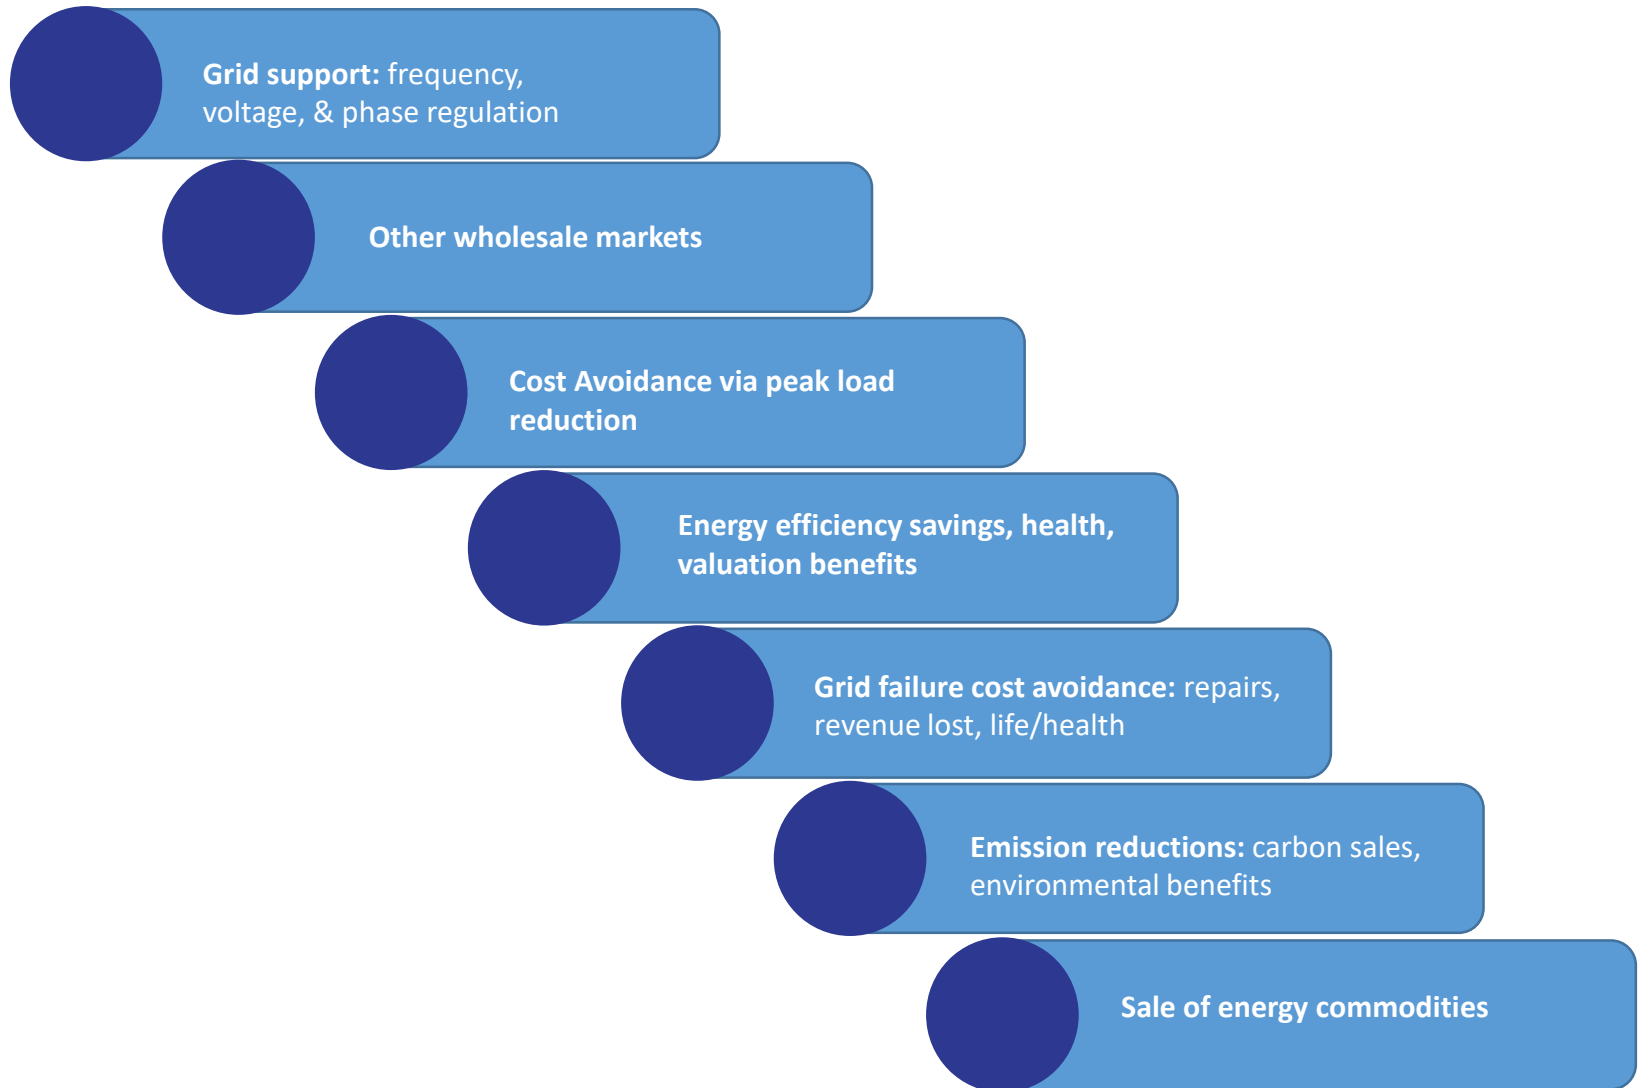 Grid support: frequency,
voltage, & phase regulation
Other wholesale markets
Cost Avoidance via peak load
reduction
Energy efficiency savings, health,
valuation benefits
Grid failure cost avoidance: repairs,
revenue lost, life/health
Emission reductions: carbon sales,
environmental benefits
Sale of energy commodities